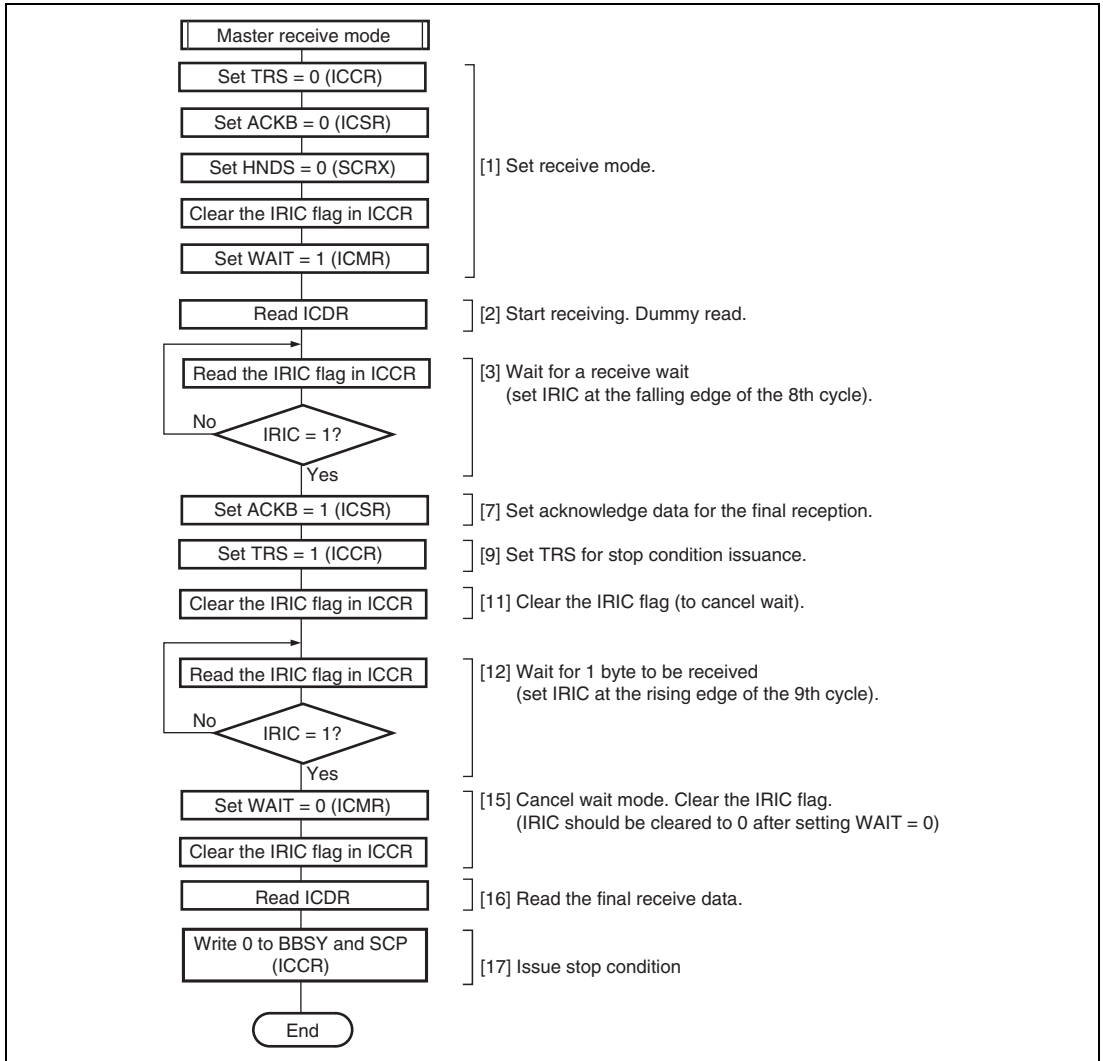 Master receive mode
Set TRS = 0 (ICCR)
Set ACKB = 0 (ICSR)
Set HNDS = 0 (SCRX)
[1] Set receive mode.
Clear the IRIC flag in ICCR
Set WAIT = 1 (ICMR)
Read ICDR
[2] Start receiving. Dummy read.
Read the IRIC flag in ICCR
[3] Wait for a receive wait
(set IRIC at the falling edge of the 8th cycle).
No
IRIC = 1?
Yes
Set ACKB = 1 (ICSR)
[7] Set acknowledge data for the final reception.
Set TRS = 1 (ICCR)
[9] Set TRS for stop condition issuance.
Clear the IRIC flag in ICCR
[11] Clear the IRIC flag (to cancel wait).
Read the IRIC flag in ICCR
[12] Wait for 1 byte to be received
(set IRIC at the rising edge of the 9th cycle).
No
IRIC = 1?
Yes
Set WAIT = 0 (ICMR)
[15] Cancel wait mode. Clear the IRIC flag.
(IRIC should be cleared to 0 after setting WAIT = 0)
Clear the IRIC flag in ICCR
Read ICDR
[16] Read the final receive data.
Write 0 to BBSY and SCP
(ICCR)
[17] Issue stop condition
End